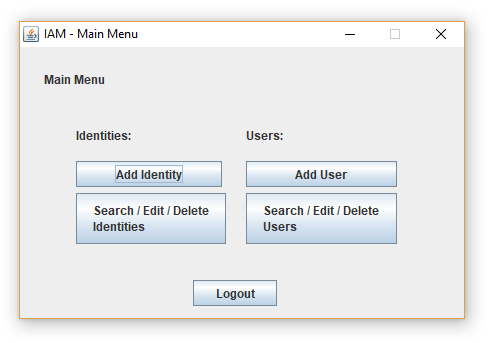 IAM - Main Menu
Main Menu
Identities:
Users:
Add Identity
Add User
Search / Edit / Delete
Identities
Search / Edit / Delete
Users
Logout